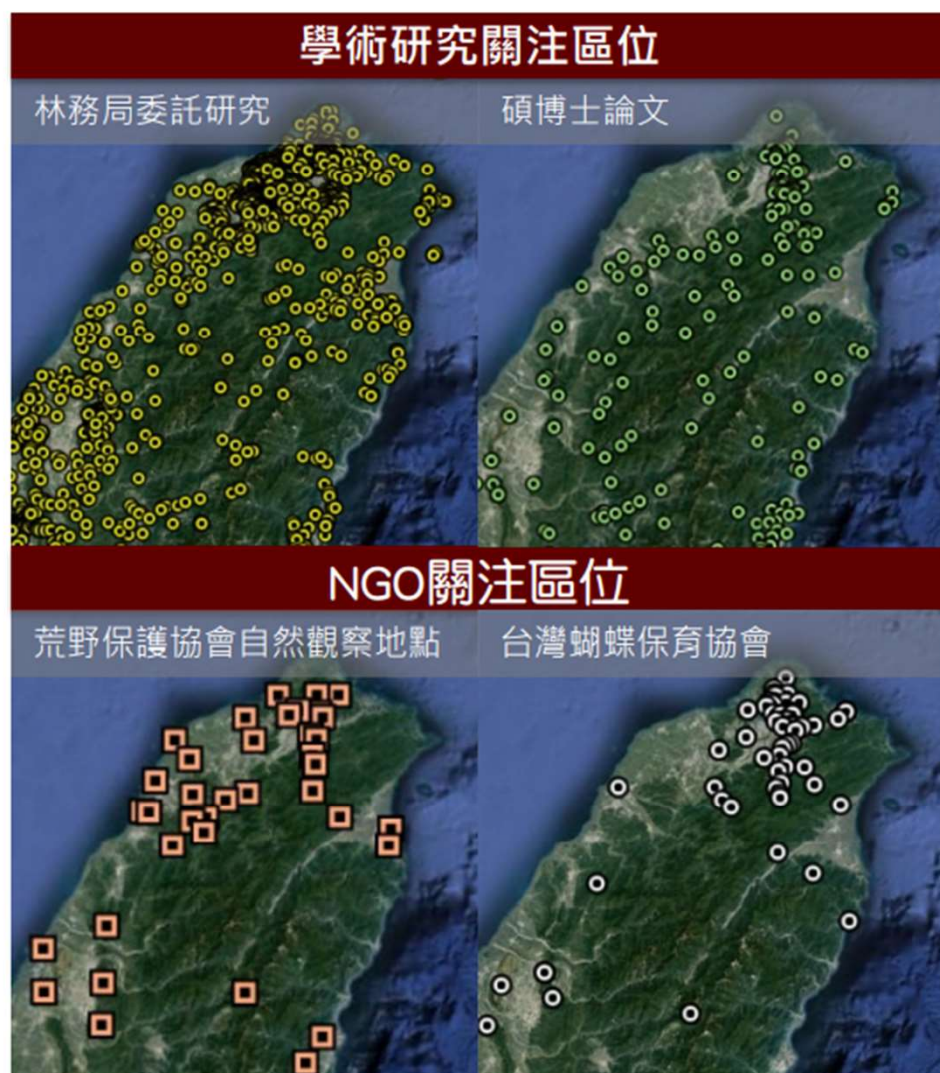 學術研究關注區位
林務局委託研究
碩博士論文
NGO關注區位
荒野保護協會自然觀察地點
台灣蝴蝶保育協會